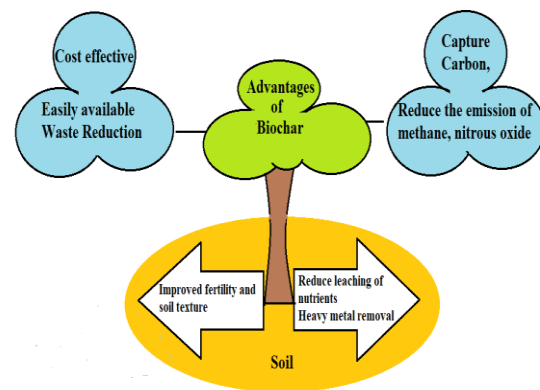 Cost effective
Easily available
Waste Reduction
Advantages
of
Biochar
Capture
Carbon,
Reduce the emission of
methane, nitrous oxide
Improved fertility and
soil texture
Reduce leaching of
nutrients
Heavy metal removal
Soil